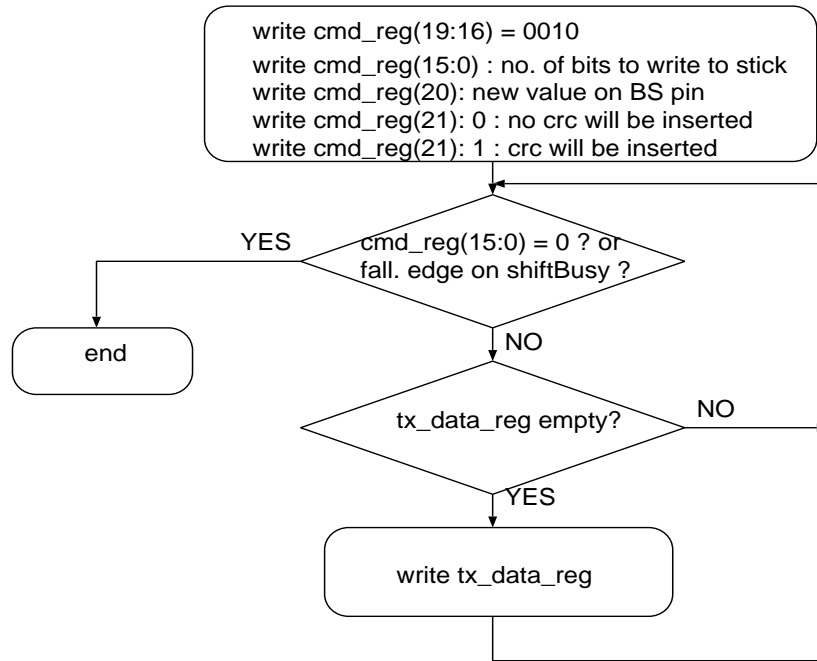 write cmd_reg(19:16) = 0010
write cmd_reg(15:0) : no. of bits to write to stick
write cmd_reg(20): new value on BS pin
write cmd_reg(21): 0 : no crc will be inserted
write cmd_reg(21): 1 : crc will be inserted
YES
cmd_reg(15:0) = 0 ? or
fall. edge on shiftBusy ?
end
NO
tx_data_reg empty?
NO
YES
write tx_data_reg